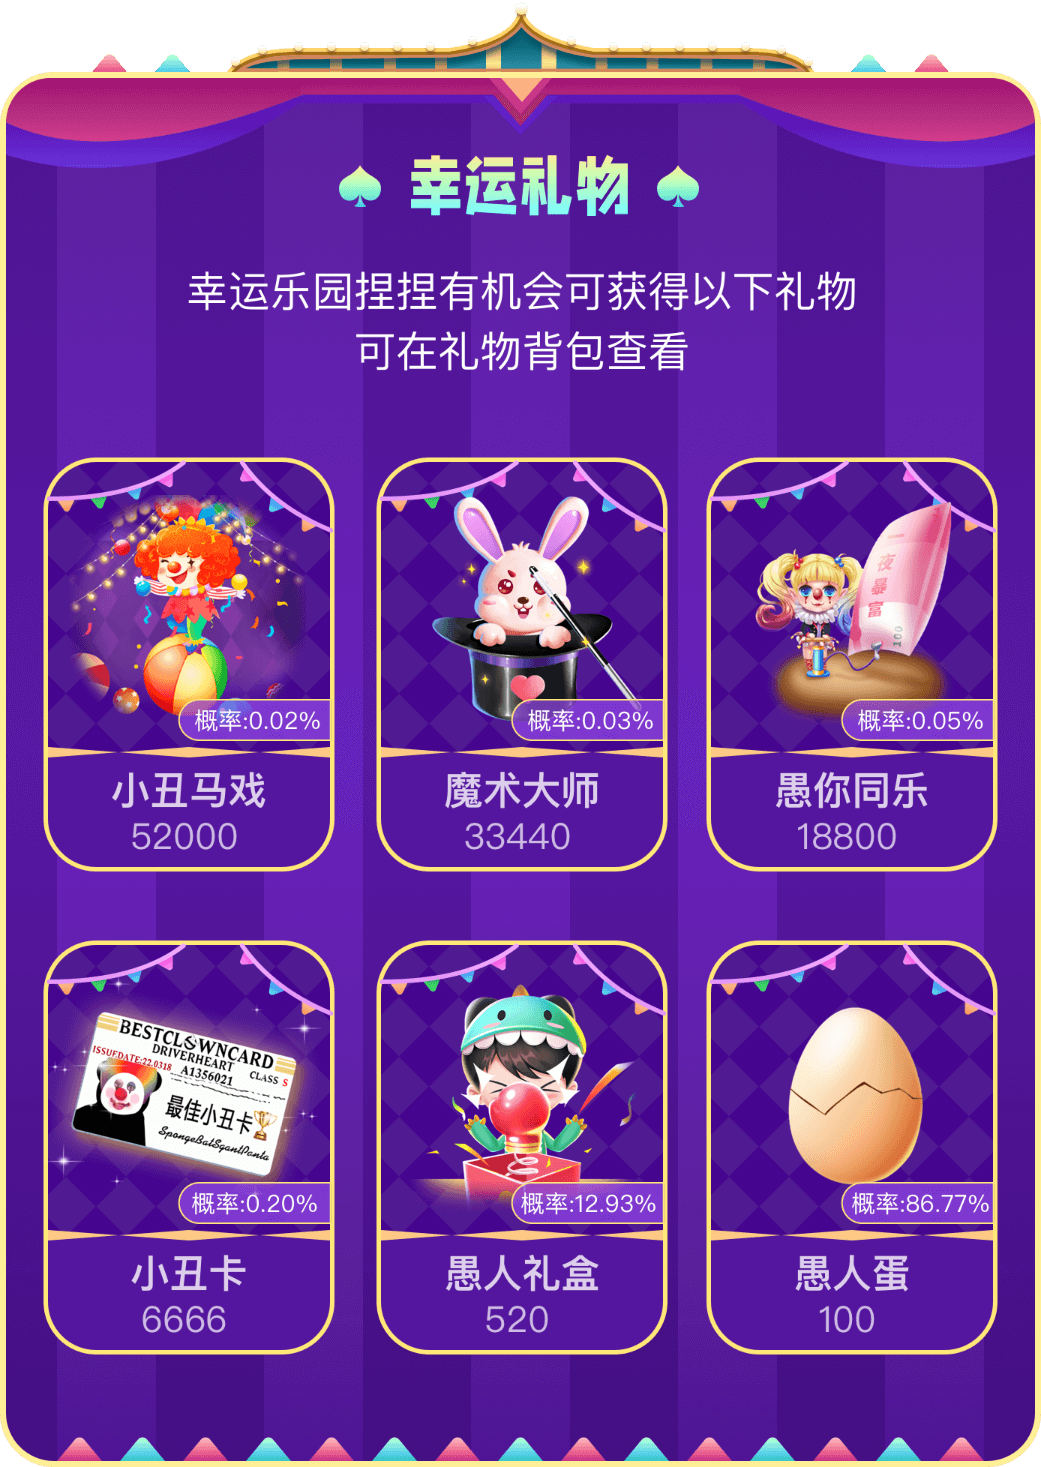 幸运礼物
幸运乐园捏捏有机会可获得以下礼物
可在礼物背包查看
概率:0.02%
小丑马戏
52000
概率:0.03%
魔术大师
33440
夜暴富
100
概率:0.05%
愚你同乐
18800
BESTCLOWNCARD
DRIVERHEART
ISSUEDATE:22.0318
A1356021
CLASS S
最佳小丑卡
SpongeBatSqantPanta
概率:0.20%
小丑卡
6666
概率:12.93%
愚人礼盒
520
概率:86.77%
愚人蛋
100